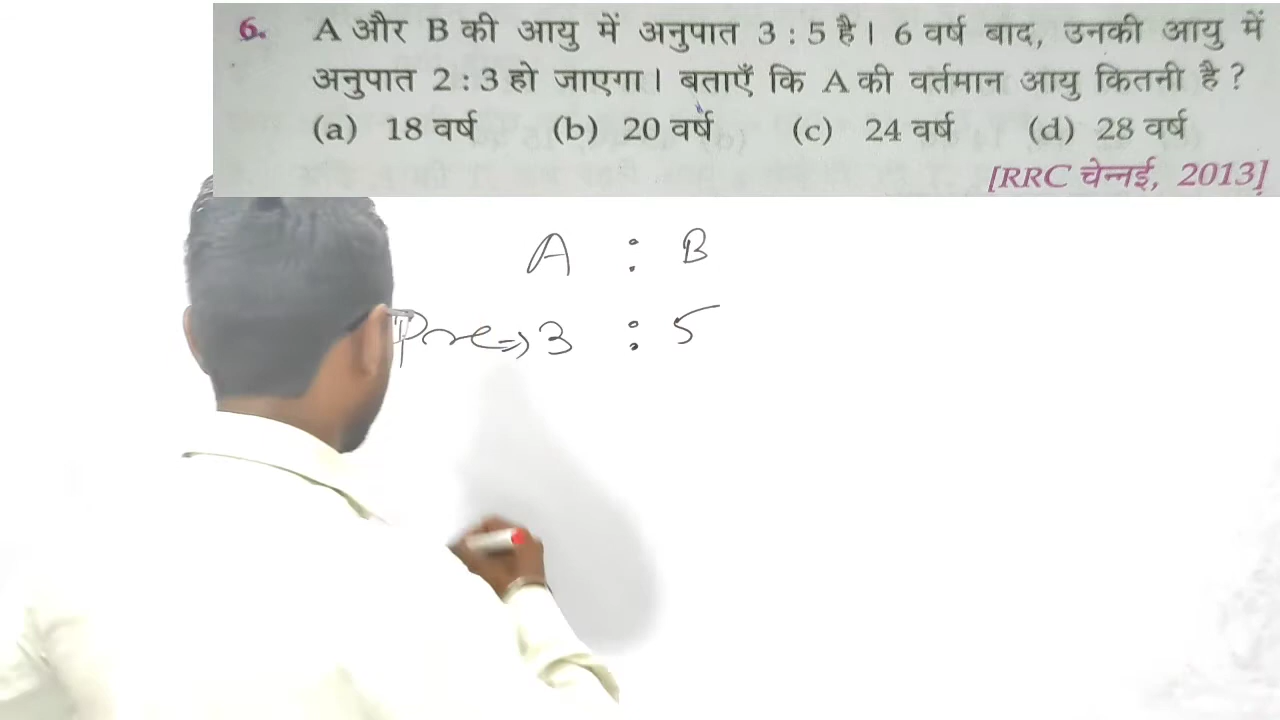 6. A और B की आयु में अनुपात 3 : 5 है। 6 वर्ष बाद, उनकी आयु में
अनुपात 2 : 3 हो जाएगा। बताएँ कि A की वर्तमान आयु कितनी है ?
(a) 18 वर्ष (b) 20 वर्ष (c) 24 वर्ष (d) 28 वर्ष
[RRC चेन्नई, 2013]
A : B
Pre ⇒ 3 : 5